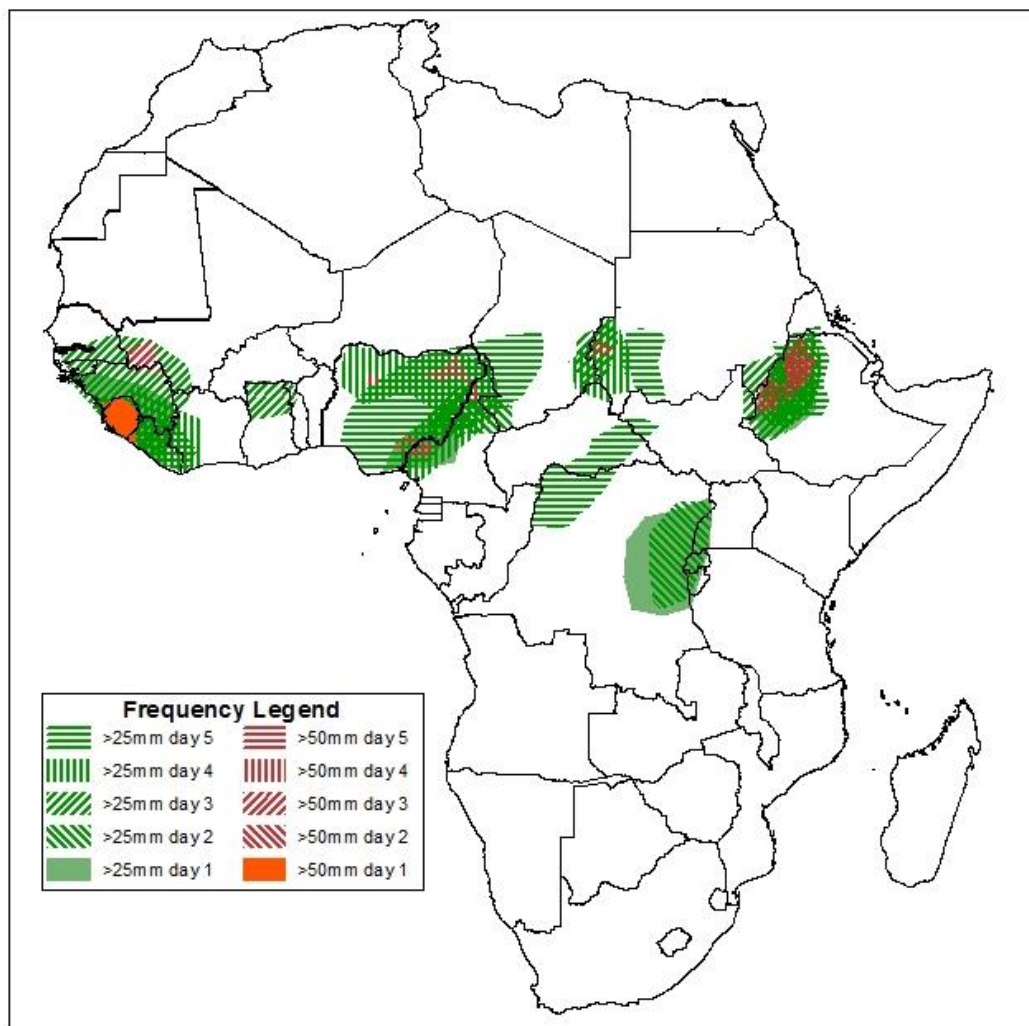 Frequency Legend
>25mm day 5 >50mm day 5
>25mm day 4 >50mm day 4
>25mm day 3 >50mm day 3
>25mm day 2 >50mm day 2
>25mm day 1 >50mm day 1